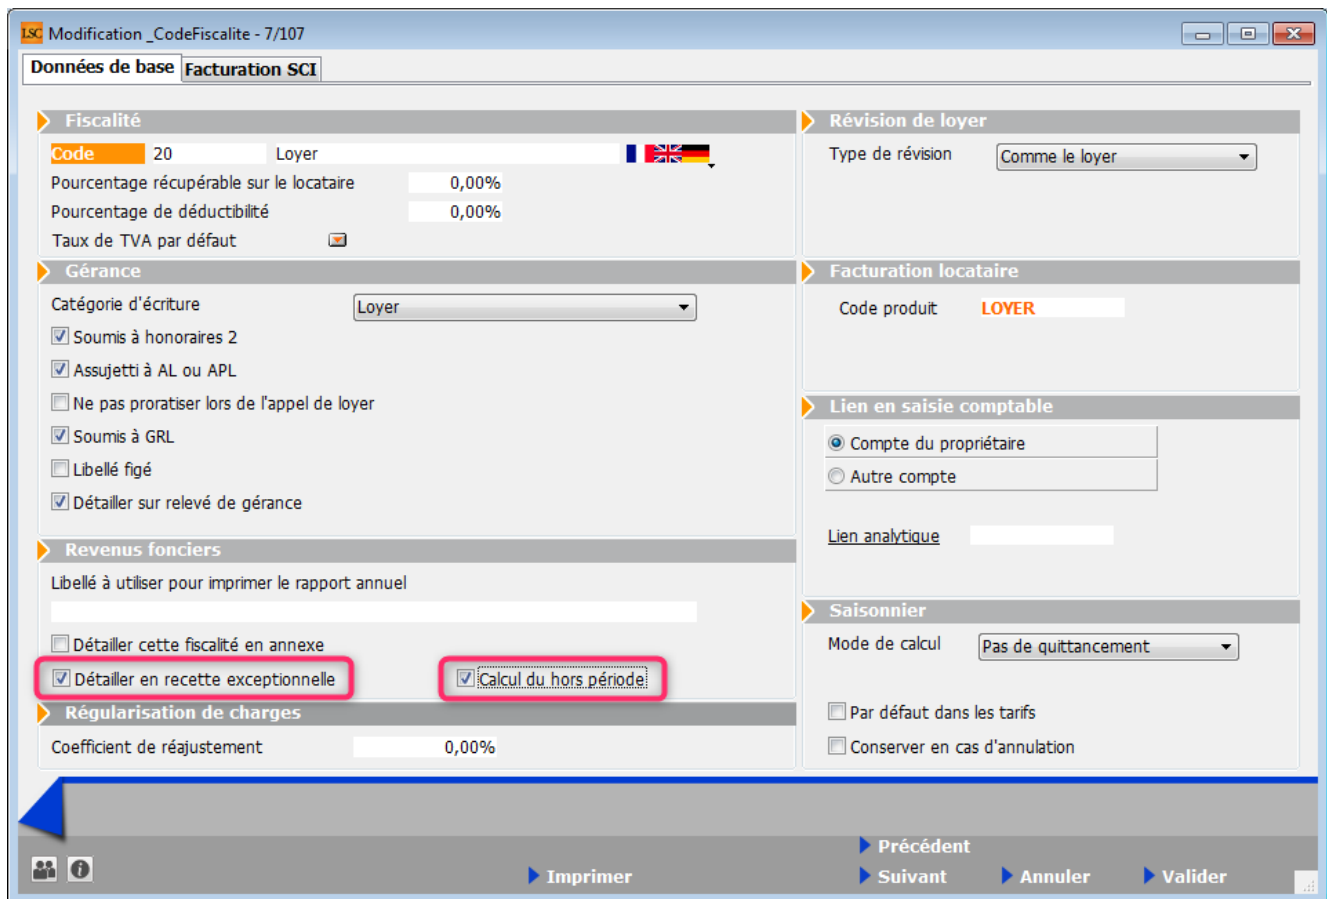 LSC Modification _CodeFiscalite - 7/107
Données de base Facturation SCI
Fiscalité
Code 20 Loyer
Pourcentage récupérable sur le locataire 0,00%
Pourcentage de déductibilité 0,00%
Taux de TVA par défaut
Révision de loyer
Type de révision Comme le loyer
Gérance
Catégorie d'écriture Loyer
Soumis à honoraires 2
Assujetti à AL ou APL
Ne pas proratiser lors de l'appel de loyer
Soumis à GRL
Libellé figé
Détailler sur relevé de gérance
Facturation locataire
Code produit LOYER
Lien en saisie comptable
Compte du propriétaire
Autre compte
Lien analytique
Revenus fonciers
Libellé à utiliser pour imprimer le rapport annuel
Détailler cette fiscalité en annexe
Détailler en recette exceptionnelle Calcul du hors période
Saisonnier
Mode de calcul Pas de quittancement
Par défaut dans les tarifs
Conserver en cas d'annulation
Régularisation de charges
Coefficient de réajustement 0,00%
Précédent
Imprimer Suivant Annuler Valider